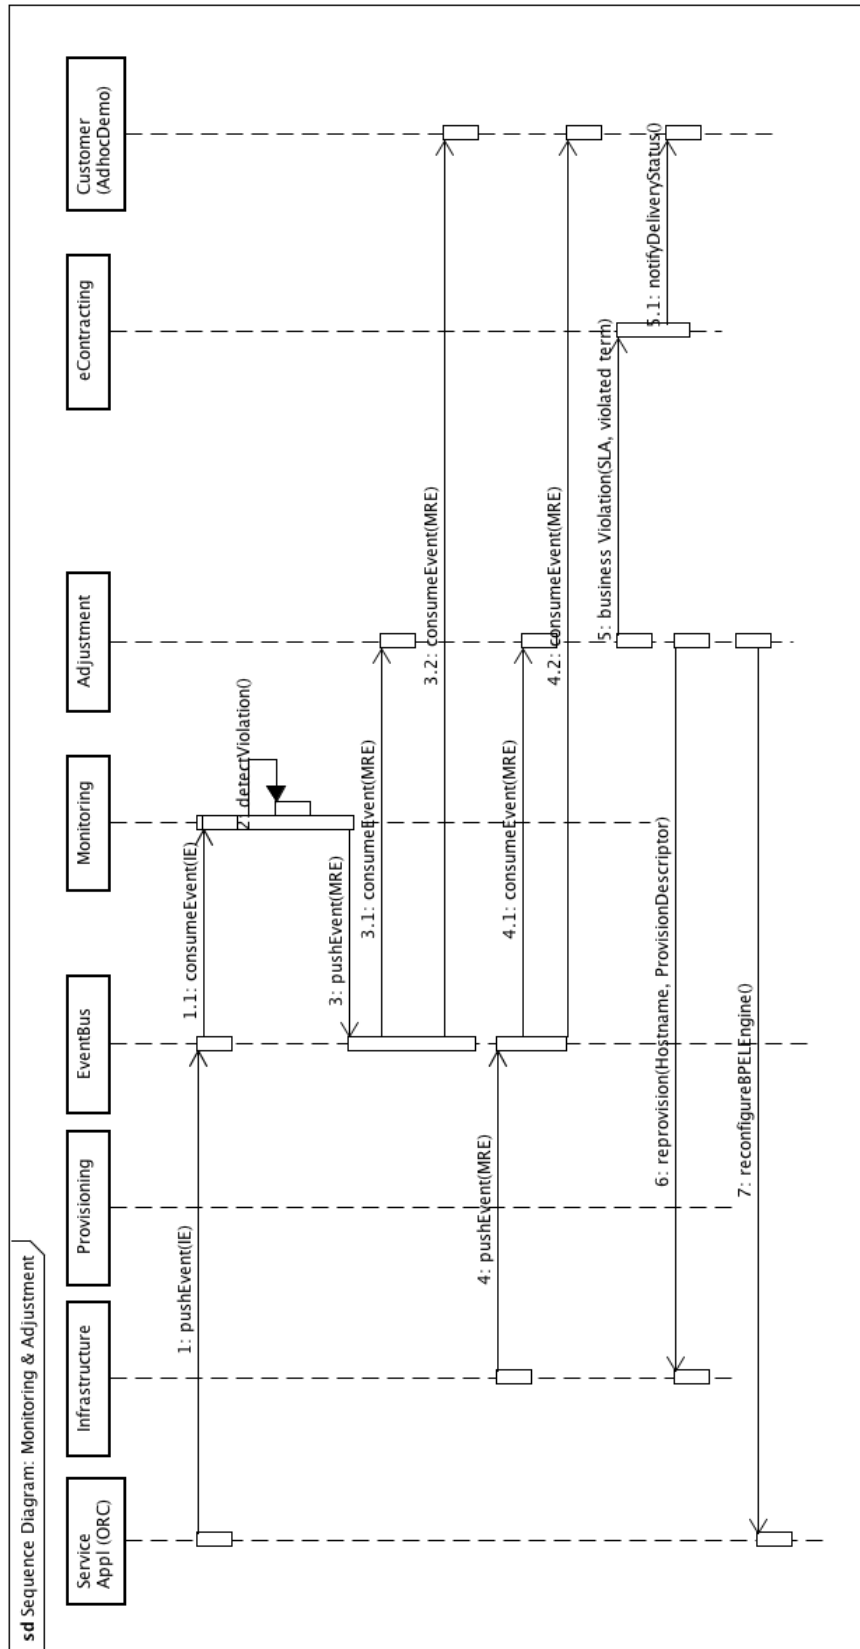 sd Sequence Diagram: Monitoring & Adjustment
Service
Appl (ORC)
Infrastructure
Provisioning
EventBus
Monitoring
Adjustment
eContracting
Customer
(AdhocDemo)
1: pushEvent(IE)
1.1: consumeEvent(IE)
2: detectViolation()
3: pushEvent(MRE)
3.1: consumeEvent(MRE)
3.2: consumeEvent(MRE)
4: pushEvent(MRE)
4.1: consumeEvent(MRE)
4.2: consumeEvent(MRE)
5: business Violation(SLA, violated term)
5.1: notifyDeliveryStatus()
6: reprovision(Hostname, ProvisionDescriptor)
7: reconfigureBPELEngine()